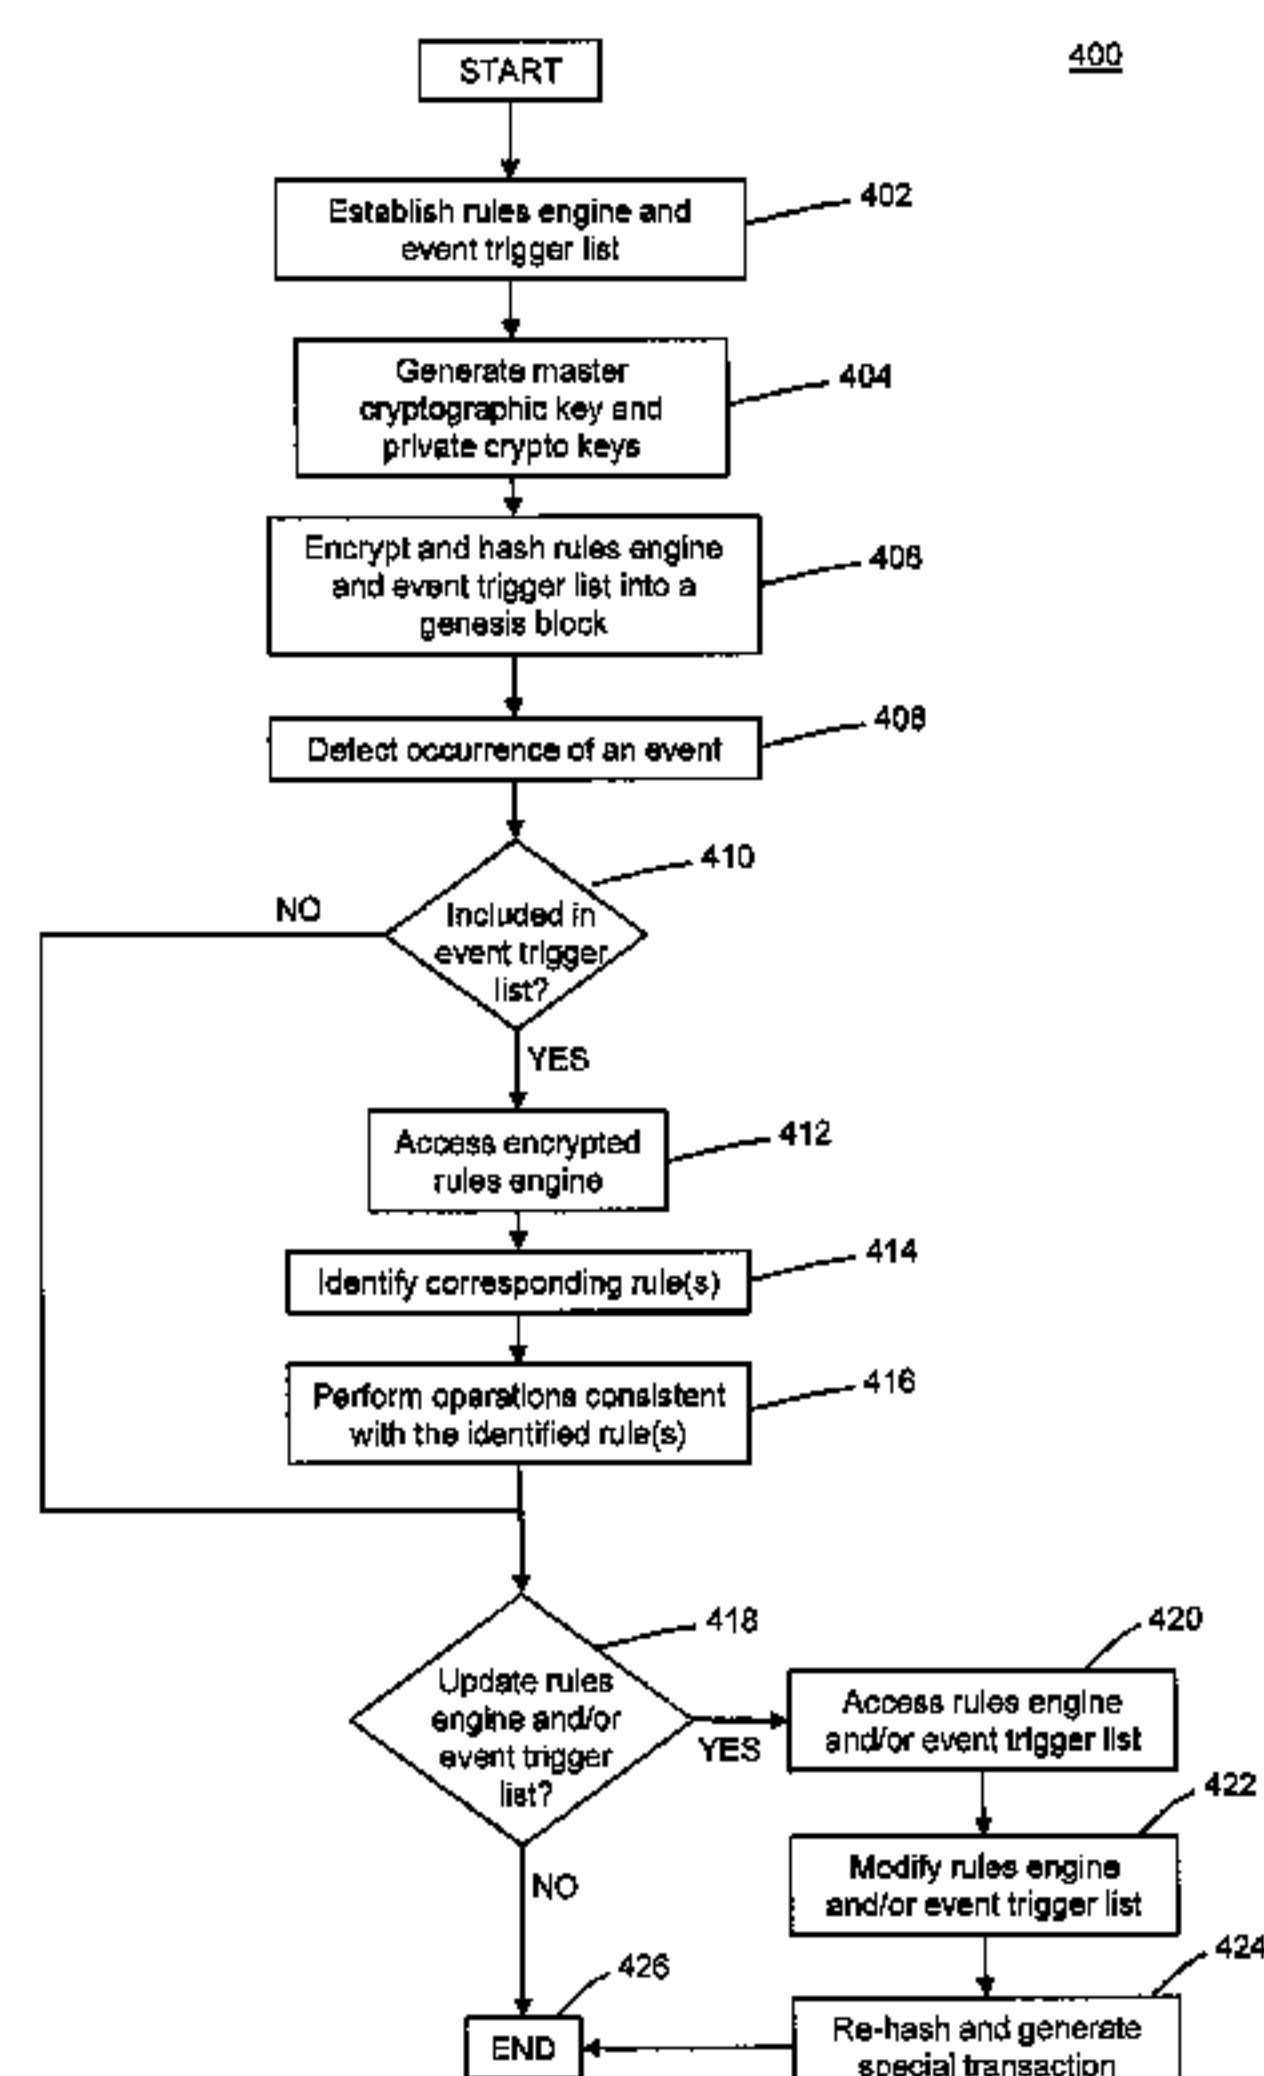 400
START
402
Establish rules engine and
event trigger list
404
Generate master
cryptographic key and
private crypto keys
406
Encrypt and hash rules engine
and event trigger list into a
genesis block
408
Detect occurrence of an event
410
NO
Included in
event trigger
list?
YES
412
Access encrypted
rules engine
414
Identify corresponding rule(s)
416
Perform operations consistent
with the identified rule(s)
418
Update rules
engine and/or
event trigger
list?
YES
420
Access rules engine
and/or event trigger list
422
Modify rules engine
and/or event trigger list
NO
424
426
END
Re-hash and generate
special transaction